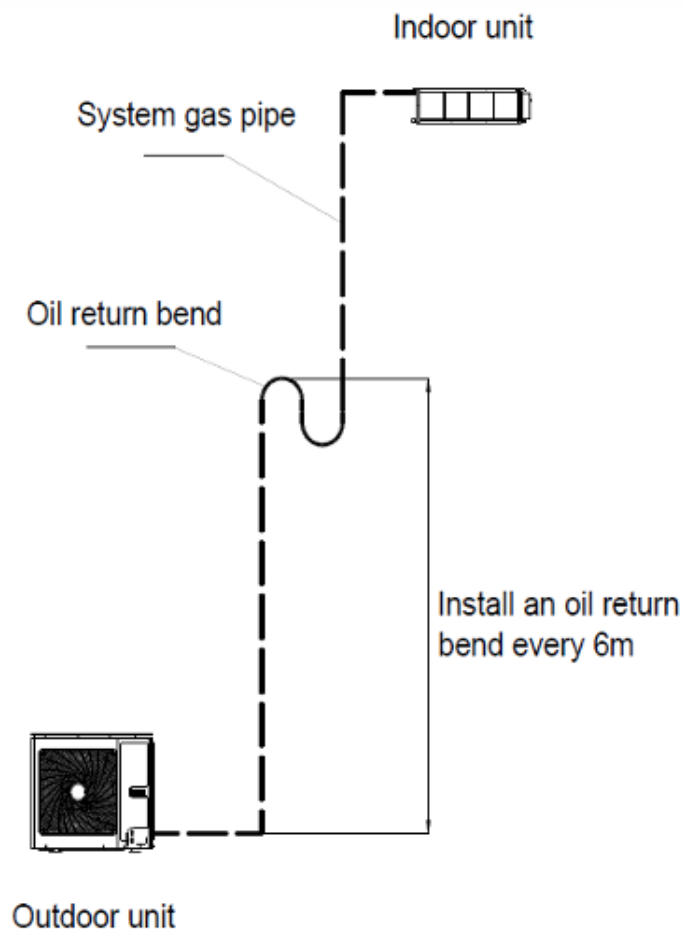 Indoor unit
System gas pipe
Oil return bend
Install an oil return
bend every 6m
Outdoor unit